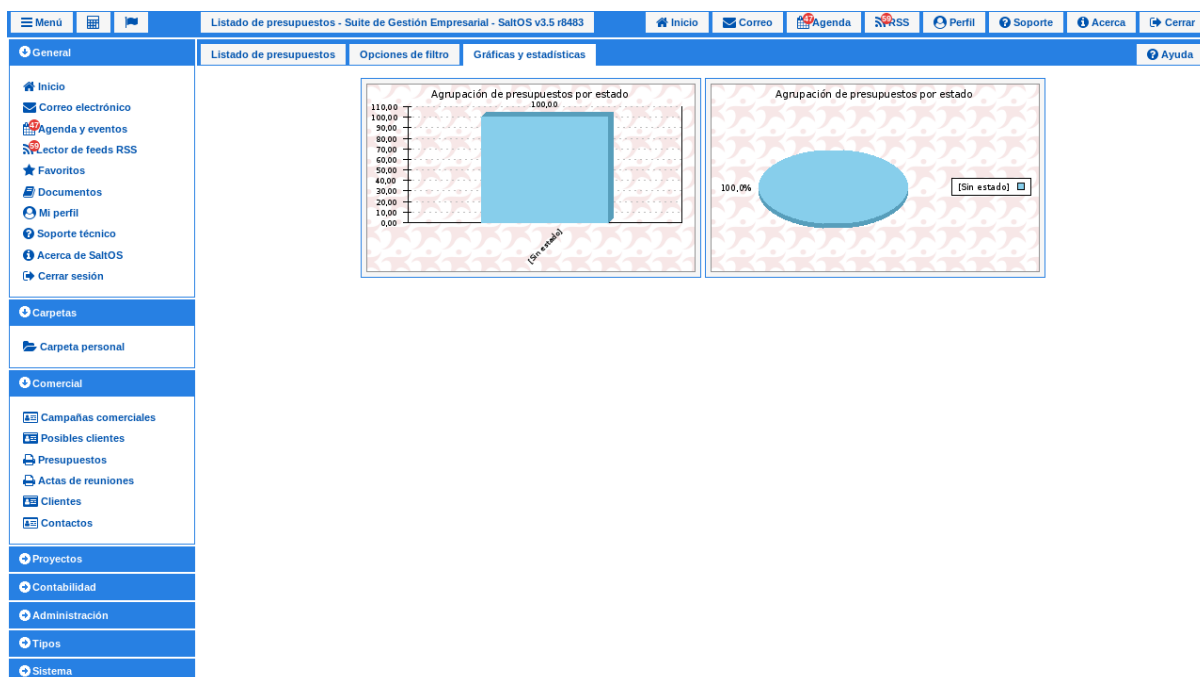 Menú
Listado de presupuestos - Suite de Gestión Empresarial - SaltOS v3.5 r8483
Inicio
Correo
47
Agenda
59
RSS
Perfil
Soporte
Acerca
Cerrar
General
Inicio
Correo electrónico
47
Agenda y eventos
59
Lector de feeds RSS
Favoritos
Documentos
Mi perfil
Soporte técnico
Acerca de SaltOS
Cerrar sesión
Carpetas
Carpeta personal
Comercial
Campañas comerciales
Posibles clientes
Presupuestos
Actas de reuniones
Clientes
Contactos
Proyectos
Contabilidad
Administración
Tipos
Sistema
Listado de presupuestos
Opciones de filtro
Gráficas y estadísticas
Ayuda
Agrupación de presupuestos por estado
100,00
110,00
100,00
90,00
80,00
70,00
60,00
50,00
40,00
30,00
20,00
10,00
0,00
[Sin estado]
Agrupación de presupuestos por estado
100,0%
[Sin estado]